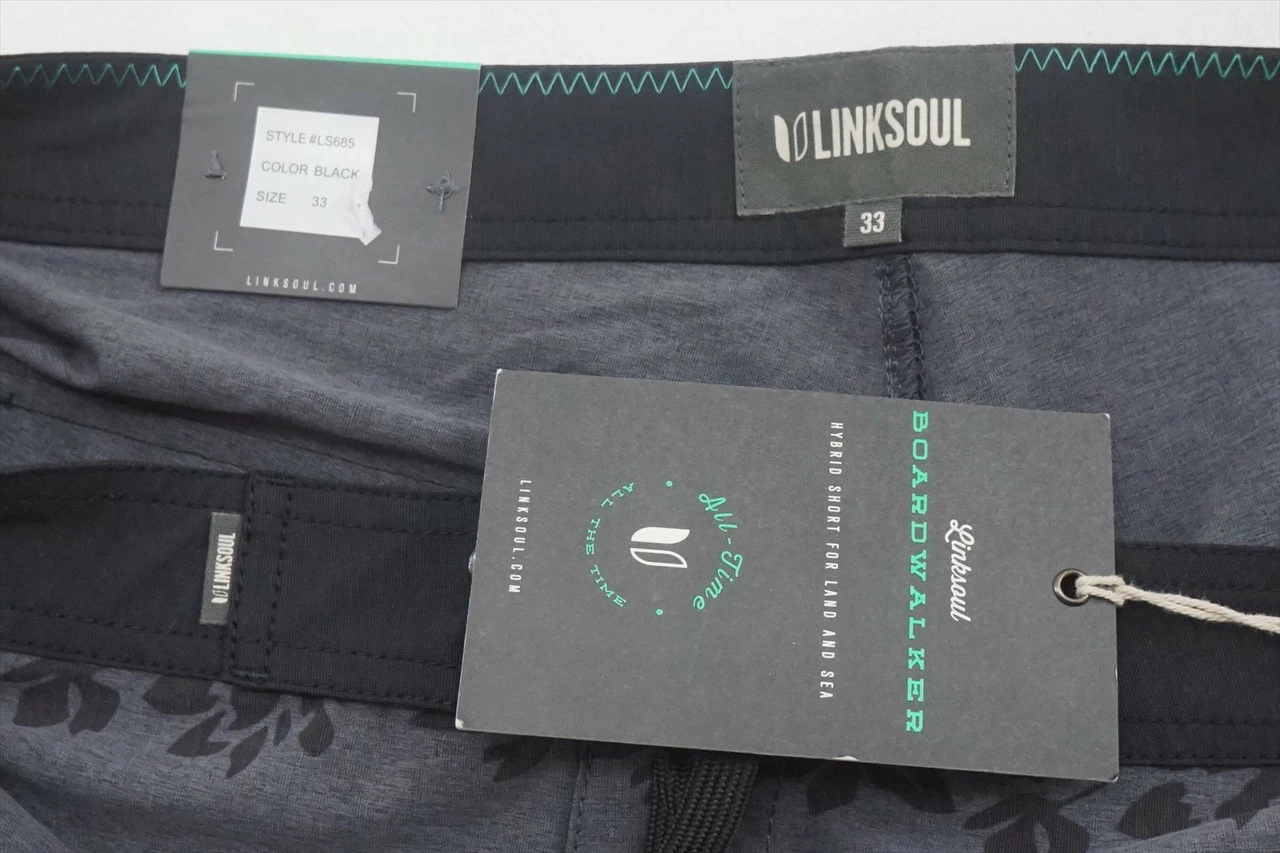 STYLE #LS685
COLOR BLACK
SIZE 33
LINKSOUL.COM
LINKSOUL
33
LINKSOUL
Linksoul
BOARDWALKER
HYBRID SHORT FOR LAND AND SEA
All-Time
ALL THE TIME
LINKSOUL.COM